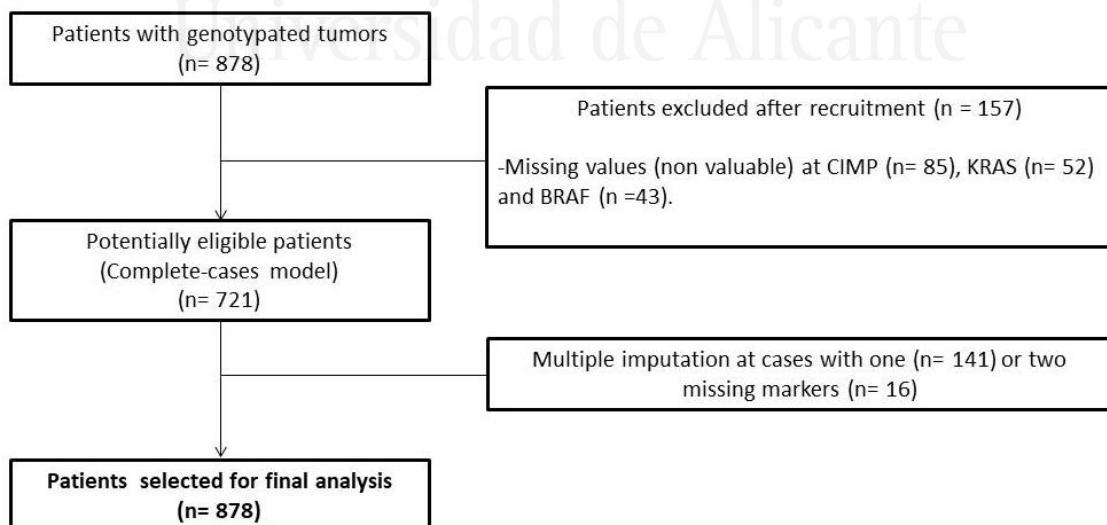 Universidad de Alicante
Patients with genotyped tumors
(n= 878)
Patients excluded after recruitment (n = 157)
-Missing values (non valuable) at CIMP (n= 85), KRAS (n= 52)
and BRAF (n =43).
Potentially eligible patients
(Complete-cases model)
(n= 721)
Multiple imputation at cases with one (n= 141) or two
missing markers (n= 16)
Patients selected for final analysis
(n= 878)